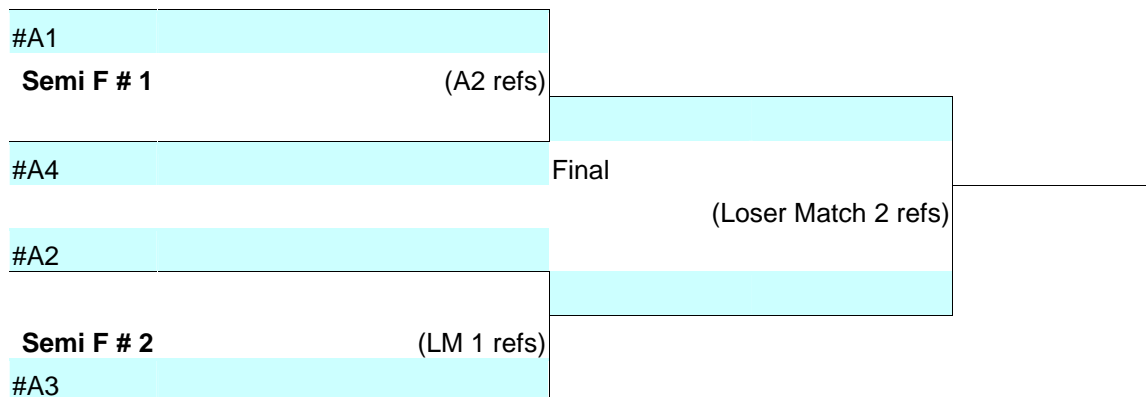 #A1
Semi F # 1 (A2 refs)
#A4 Final
(Loser Match 2 refs)
#A2
Semi F # 2 (LM 1 refs)
#A3